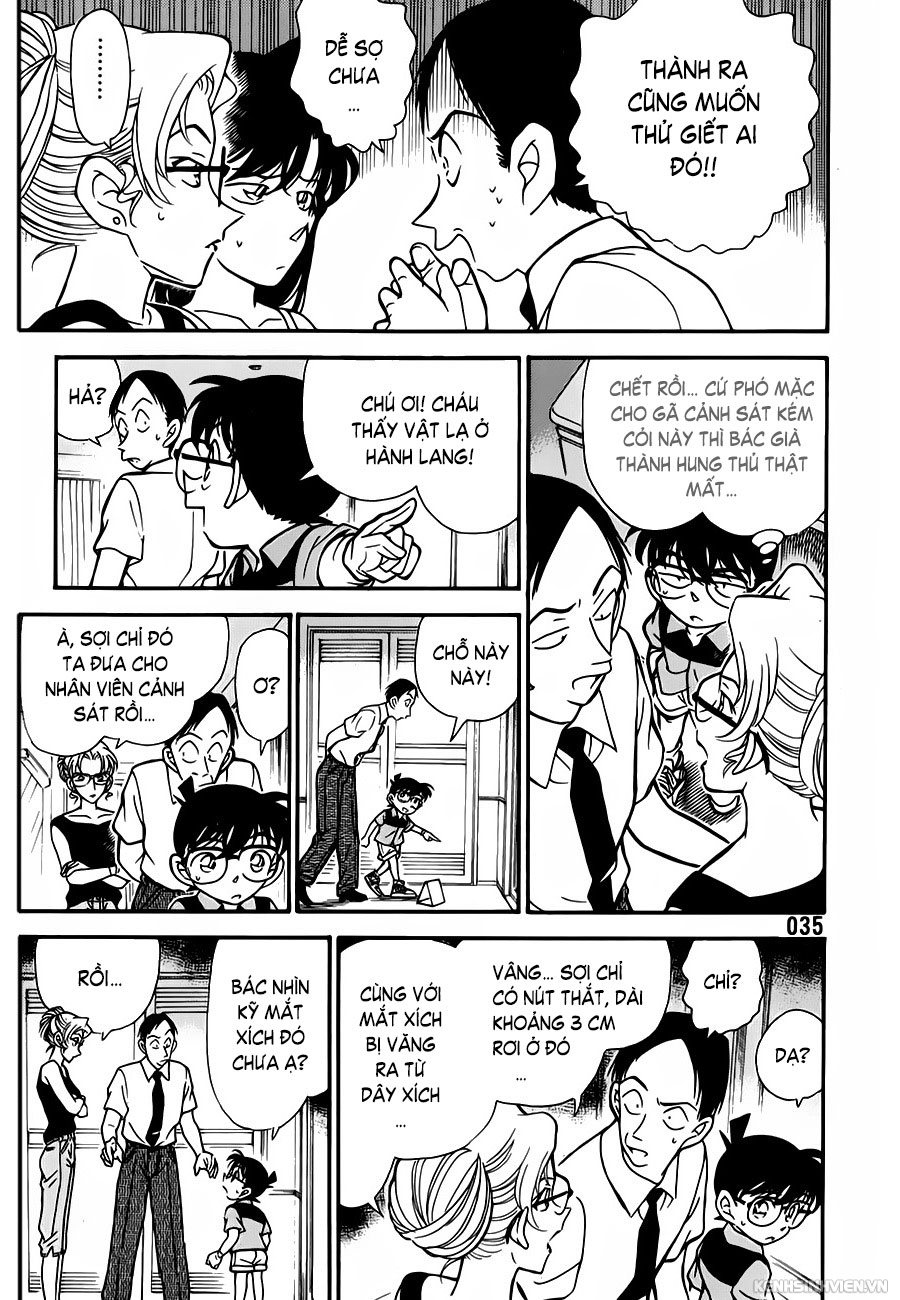 THÀNH RA
CŨNG MUỐN
THỬ GIẾT AI
ĐÓ!!
DỄ SỢ
CHƯA
...
........
CHẾT RỒI... CỨ PHÓ MẶC
CHO GÃ CẢNH SÁT KÉM
CỎI NÀY THÌ BÁC GIÀ
THÀNH HUNG THỦ THẬT
MẤT...
CHÚ ƠI! CHÁU
THẤY VẬT LẠ Ở
HÀNH LANG!
HẢ?
CHỖ NÀY
NÀY!
Ơ?
À, SỢI CHỈ ĐÓ
TA ĐƯA CHO
NHÂN VIÊN CẢNH
SÁT RỒI...
035
DẠ?
CHỈ?
VÂNG... SỢI CHỈ
CÓ NÚT THẮT, DÀI
KHOẢNG 3 CM
RƠI Ở ĐÓ
...
CÙNG VỚI
MẮT XÍCH
BỊ VĂNG
RA TỪ
DÂY XÍCH
...
BÁC NHÌN
KỸ MẮT
XÍCH ĐÓ
CHƯA Ạ?
RỒI...
KENHSINHVIEN.VN